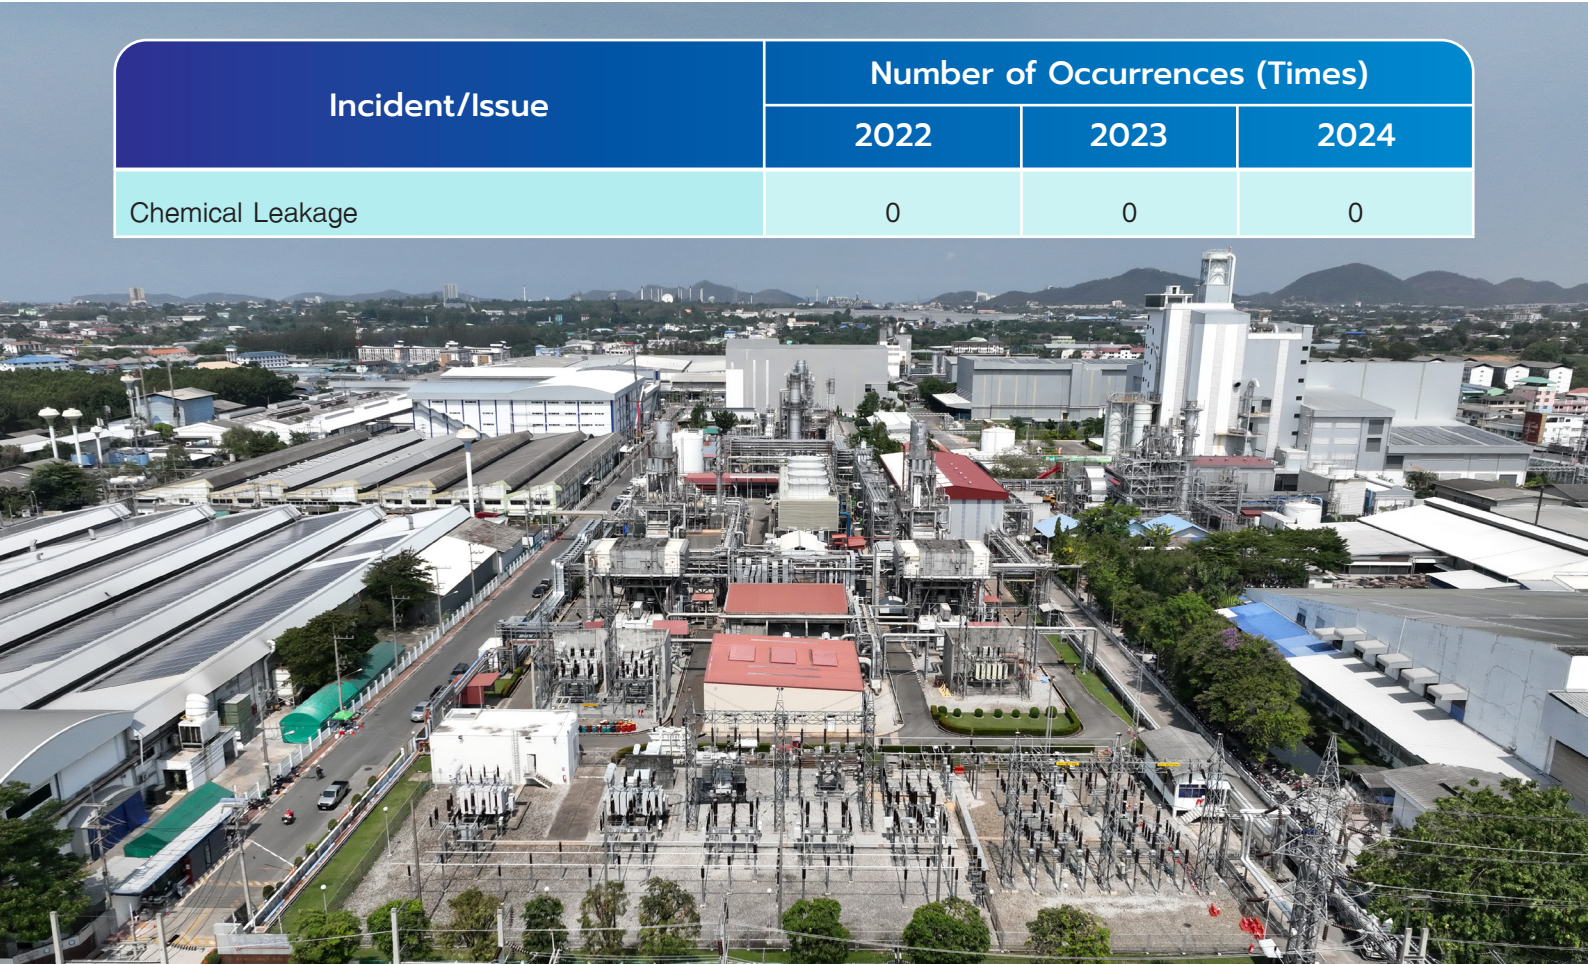 Incident/Issue
Number of Occurrences (Times)
2022 2023 2024
Chemical Leakage 0 0 0